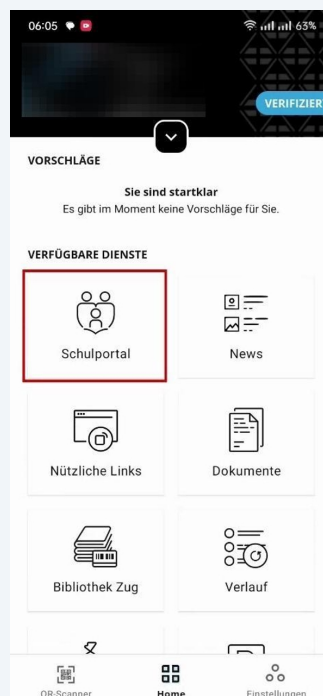 06:05
63%
VERIFIZIER
VORSCHLÄGE
Sie sind startklar
Es gibt im Moment keine Vorschläge für Sie.
VERFÜGBARE DIENSTE
Schulportal
News
Nützliche Links
Dokumente
Bibliothek Zug
Verlauf
QR-Scanner
Home
Einstellungen